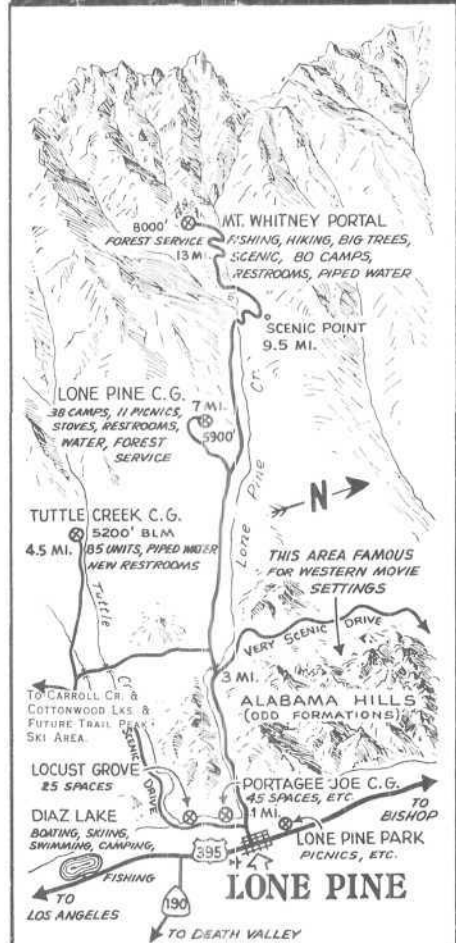 8000'
FOREST SERVICE
13 MI.
MT. WHITNEY PORTAL
FISHING, HIKING, BIG TREES,
SCENIC, 80 CAMPS,
RESTROOMS, PIPED WATER
SCENIC POINT
9.5 MI.
LONE PINE C.G.
38 CAMPS, 11 PICNICS,
STOVES, RESTROOMS,
WATER, FOREST
SERVICE
7 MI.
5900'
Lone Pine Cr.
N
TUTTLE CREEK C.G.
5200' BLM
4.5 MI.
85 UNITS, PIPED WATER
NEW RESTROOMS
Tuttle Cr.
THIS AREA FAMOUS
FOR WESTERN MOVIE
SETTINGS
VERY SCENIC DRIVE
3 MI.
ALABAMA HILLS
(ODD FORMATIONS)
TO CARROLL CR. &
COTTONWOOD LKS. &
FUTURE TRAIL PEAK
SKI AREA.
SCENIC DRIVE
LOCUST GROVE
25 SPACES
PORTAGEE JOE C.G.
45 SPACES, ETC.
1 MI.
TO
BISHOP
DIAZ LAKE
BOATING, SKIING,
SWIMMING, CAMPING,
FISHING
LONE PINE PARK
PICNICS, ETC.
395
LONE PINE
TO
LOS ANGELES
190
TO DEATH VALLEY